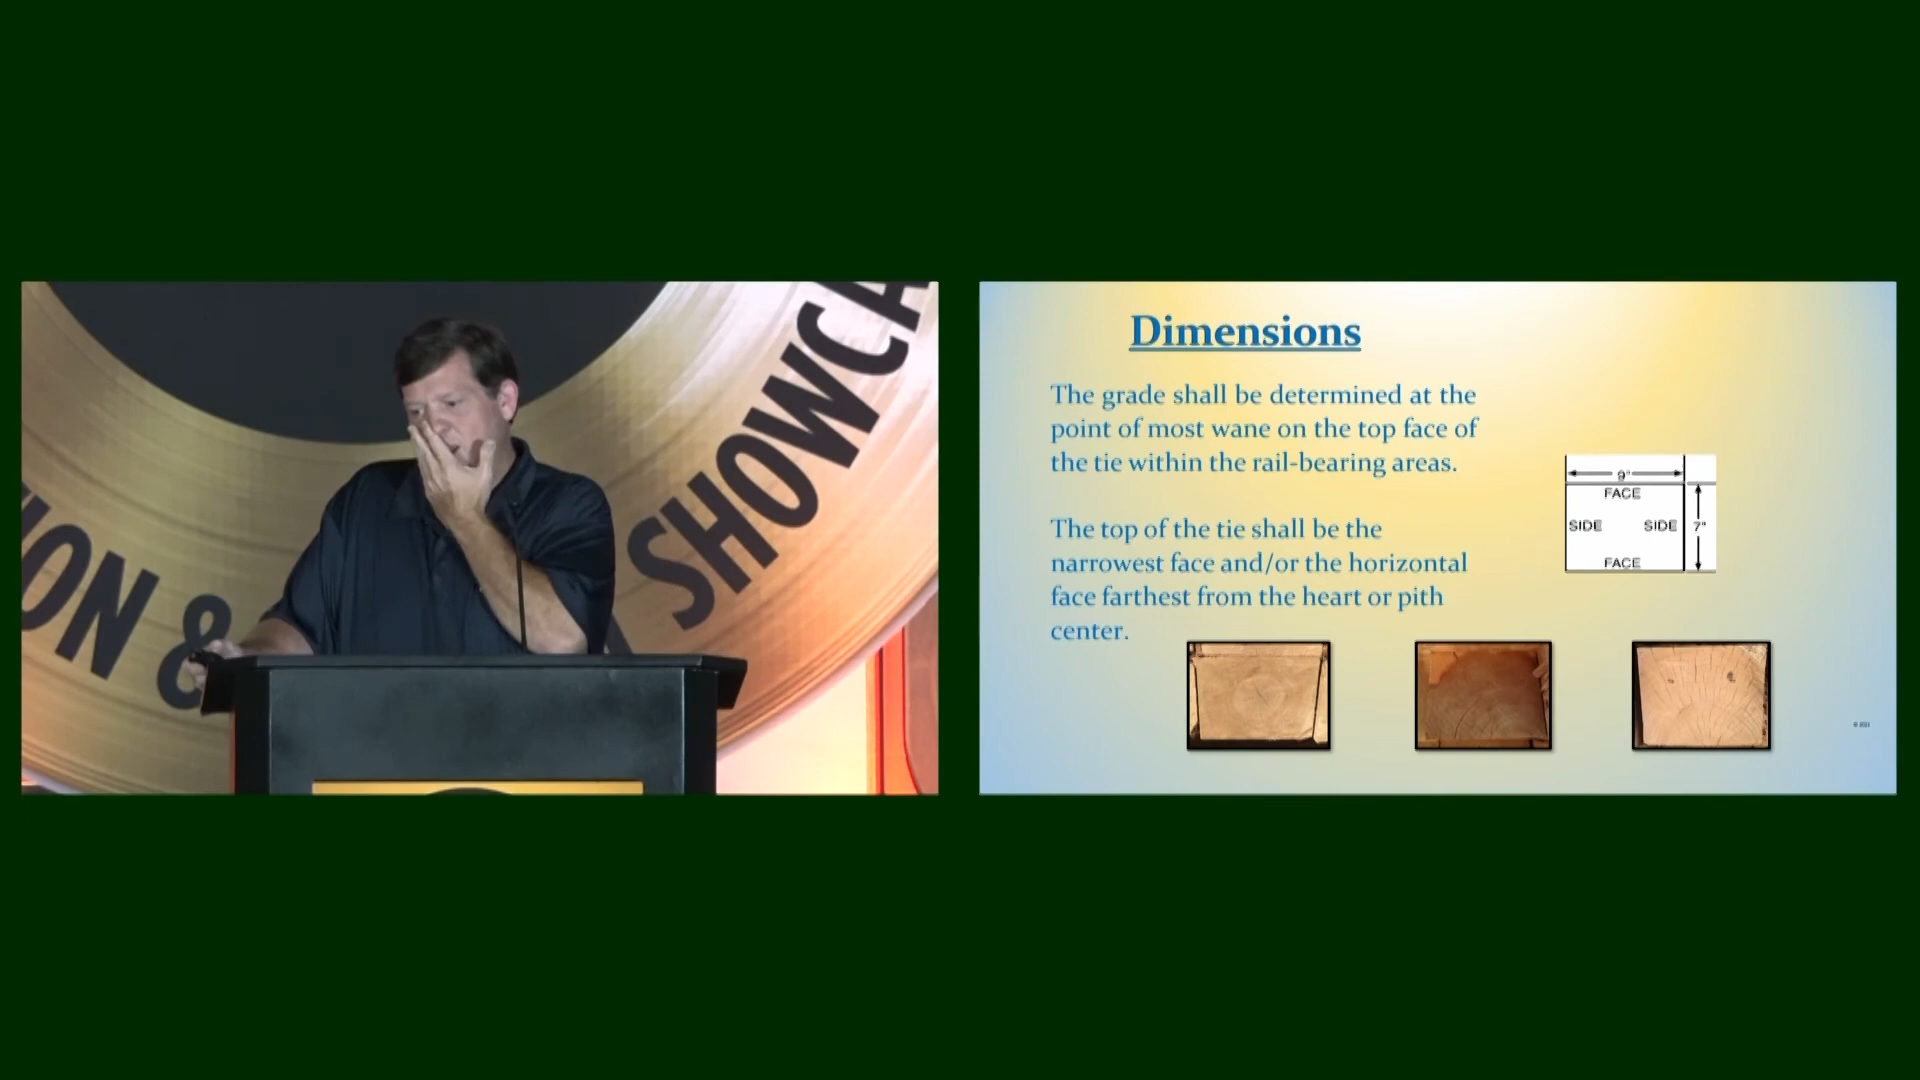 ION & SHOWCA
Dimensions
The grade shall be determined at the
point of most wane on the top face of
the tie within the rail-bearing areas.
The top of the tie shall be the
narrowest face and/or the horizontal
face farthest from the heart or pith
center.
9"
FACE
SIDE SIDE 7"
FACE